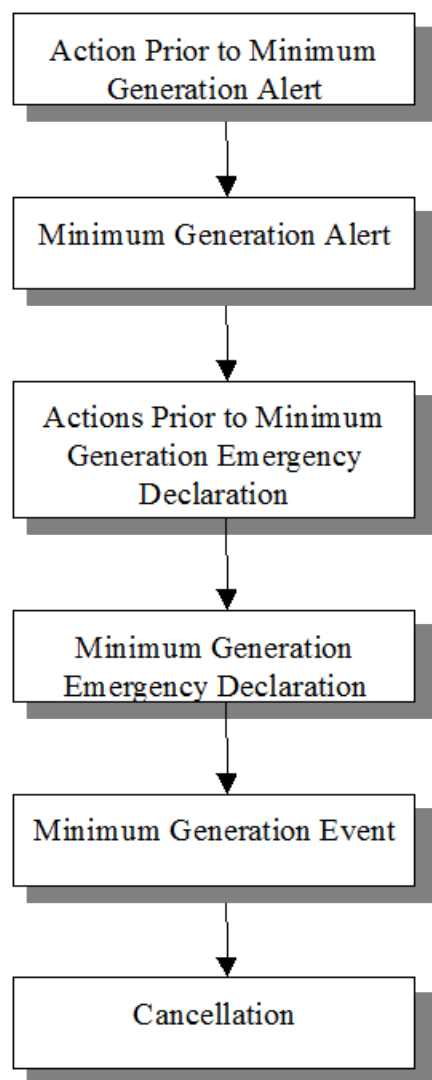 Action Prior to Minimum
Generation Alert
Minimum Generation Alert
Actions Prior to Minimum
Generation Emergency
Declaration
Minimum Generation
Emergency Declaration
Minimum Generation Event
Cancellation